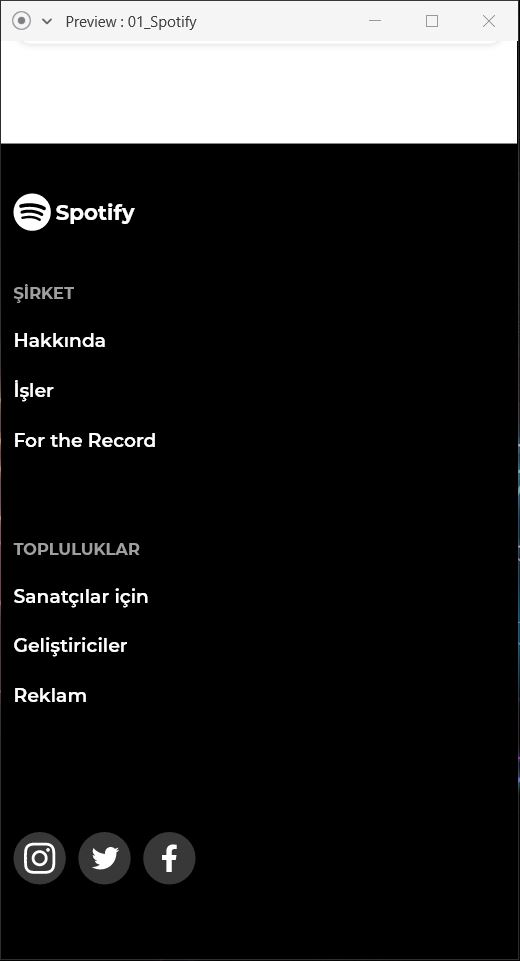 Preview : 01_Spotify
Spotify
ŞİRKET
Hakkında
İşler
For the Record
TOPLULUKLAR
Sanatçılar için
Geliştiriciler
Reklam